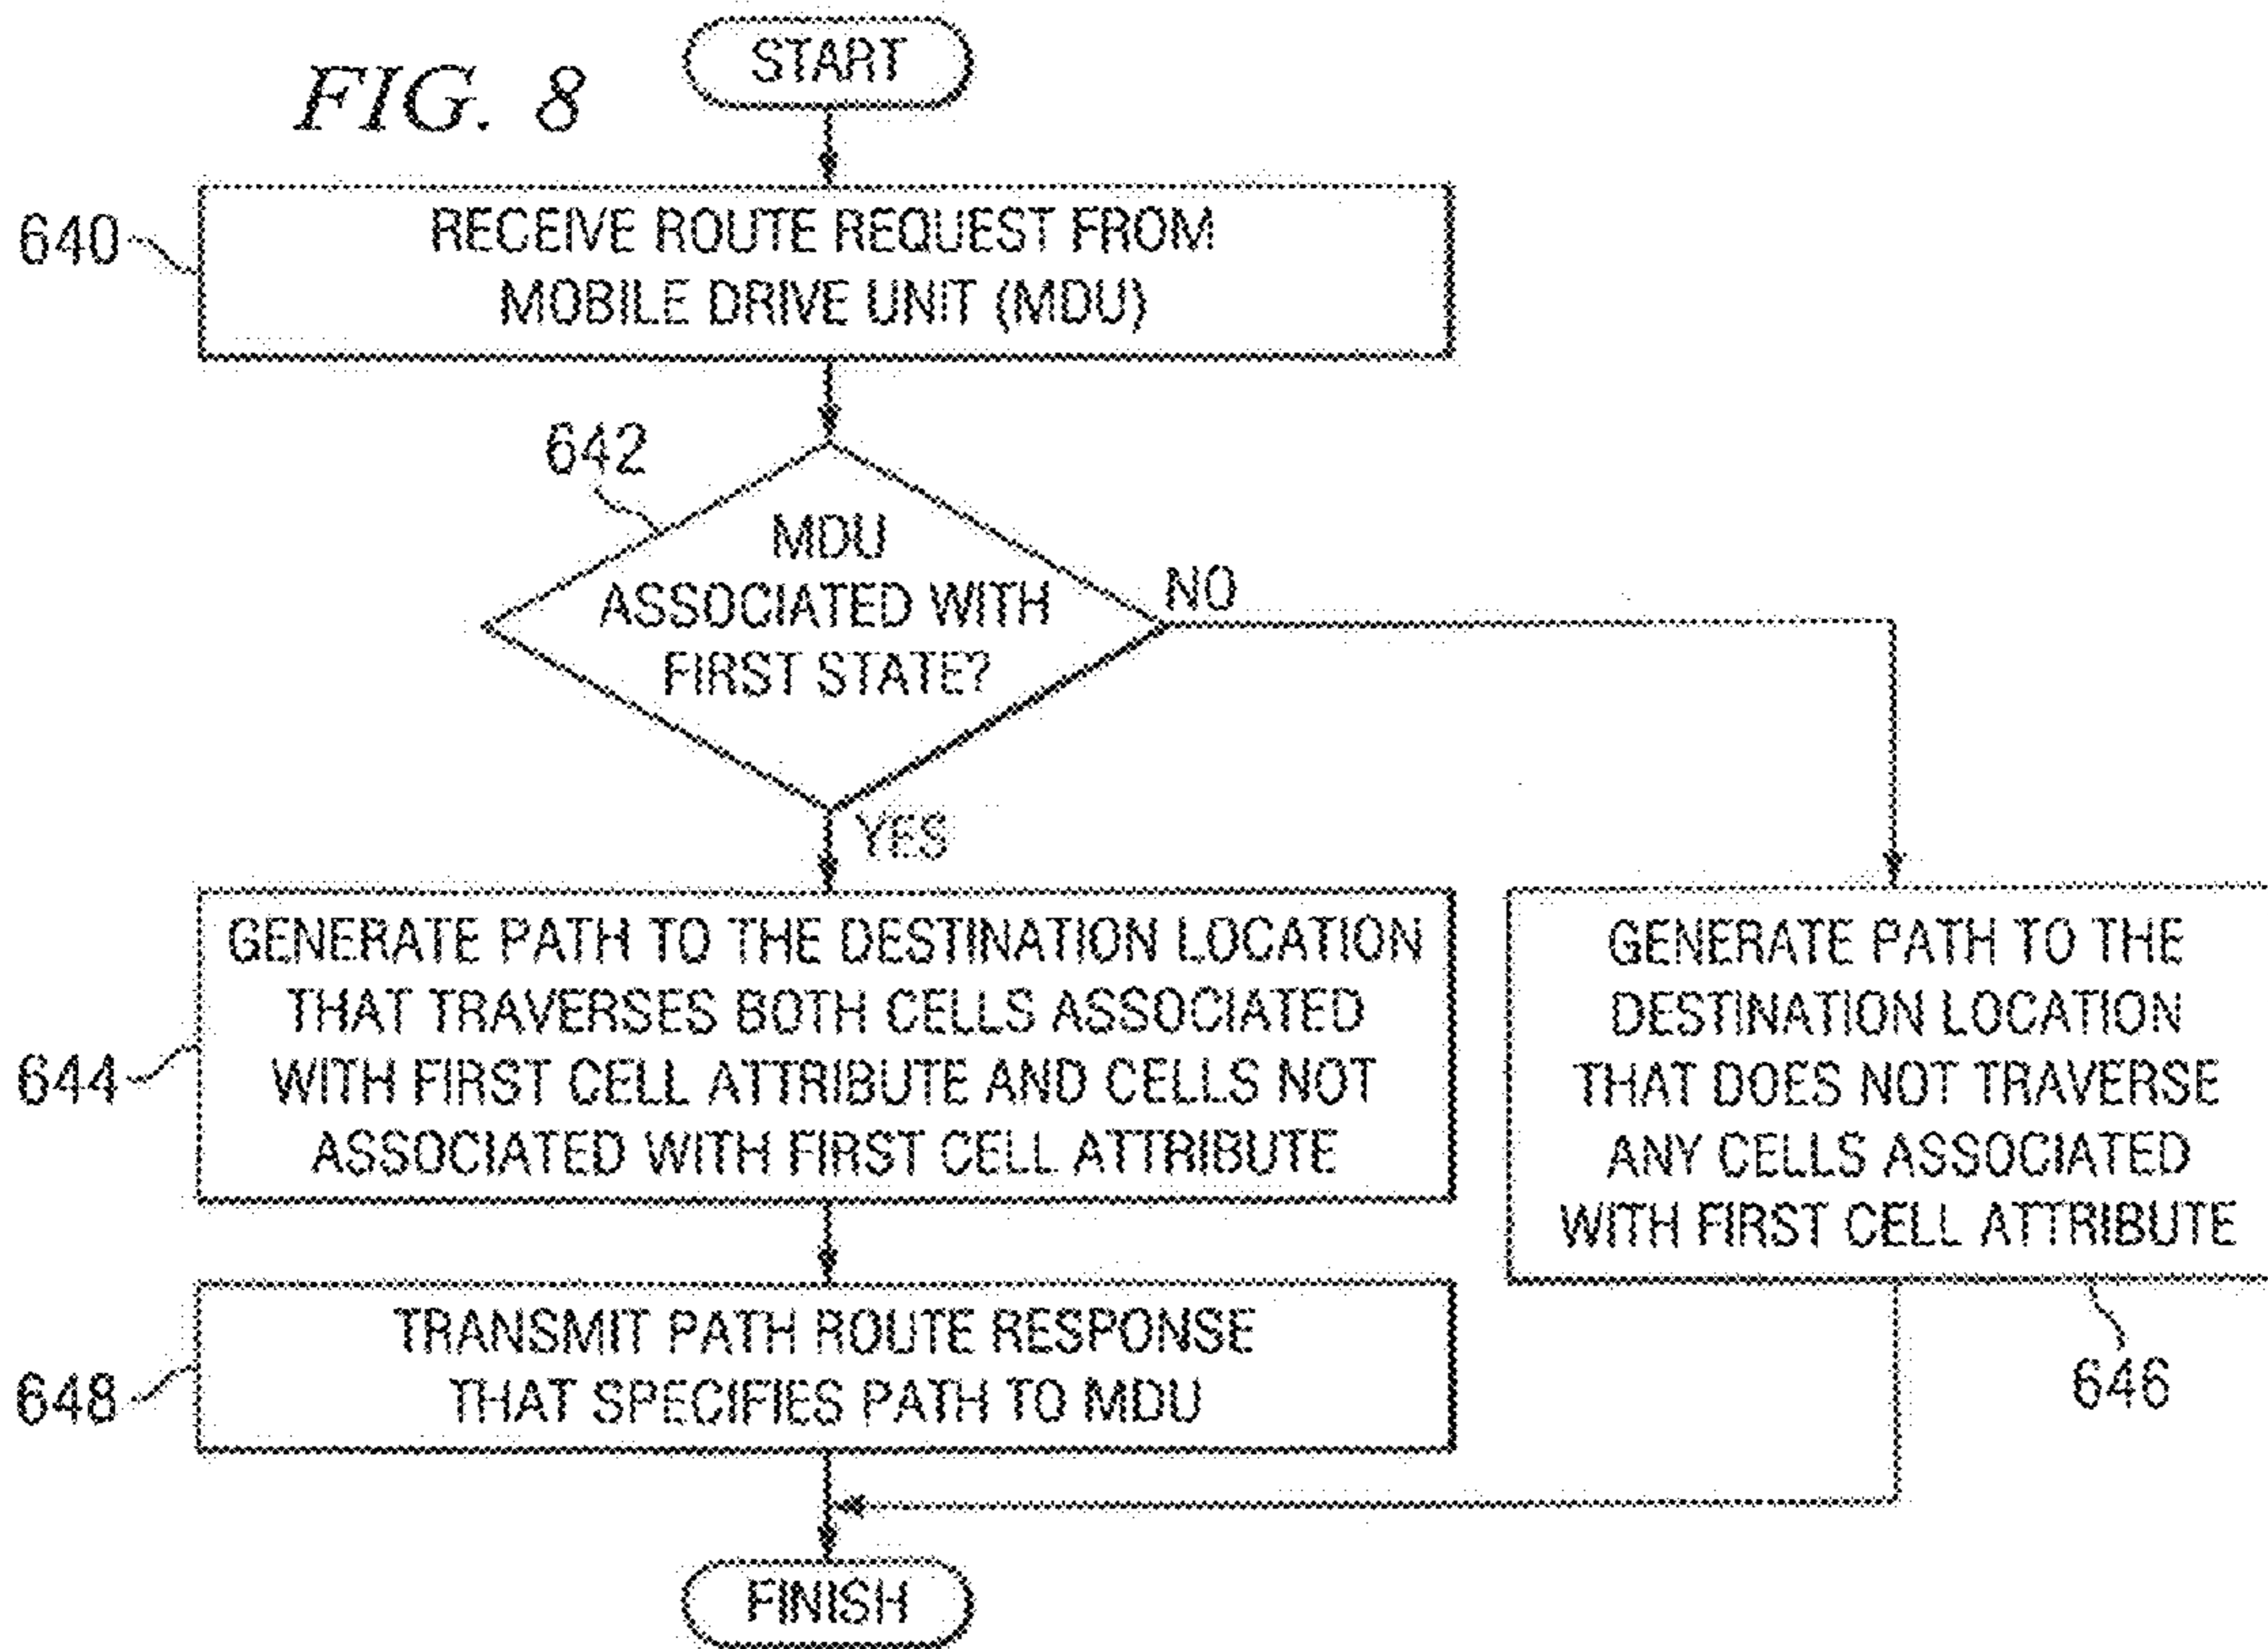 FIG. 8
START
640
RECEIVE ROUTE REQUEST FROM
MOBILE DRIVE UNIT (MDU)
642
MDU
ASSOCIATED WITH
FIRST STATE?
NO
YES
644
GENERATE PATH TO THE DESTINATION LOCATION
THAT TRAVERSES BOTH CELLS ASSOCIATED
WITH FIRST CELL ATTRIBUTE AND CELLS NOT
ASSOCIATED WITH FIRST CELL ATTRIBUTE
GENERATE PATH TO THE
DESTINATION LOCATION
THAT DOES NOT TRAVERSE
ANY CELLS ASSOCIATED
WITH FIRST CELL ATTRIBUTE
646
648
TRANSMIT PATH ROUTE RESPONSE
THAT SPECIFIES PATH TO MDU
FINISH